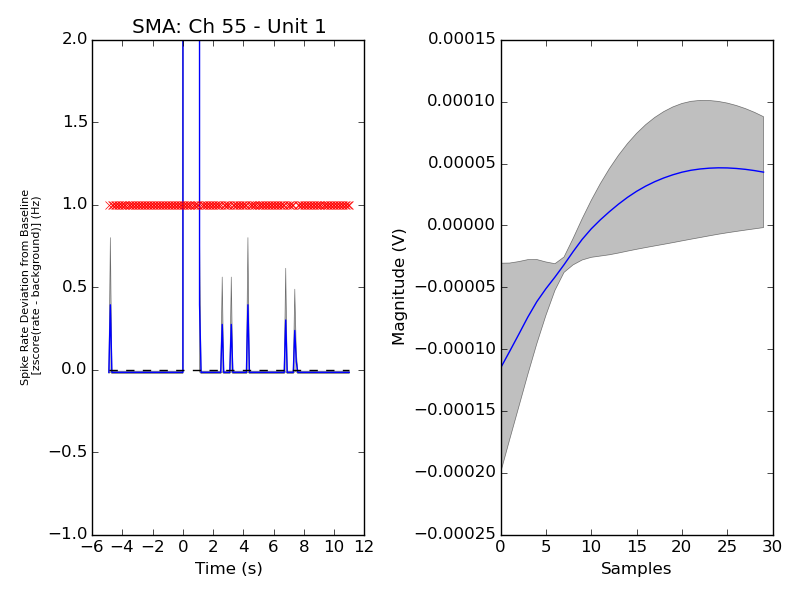 SMA: Ch 55 - Unit 1
2.0
1.5
1.0
0.5
0.0
−0.5
−1.0
−6 −4 −2 0 2 4 6 8 10 12
Time (s)
Spike Rate Deviation from Baseline
[zscore(rate - background)] (Hz)
0.00015
0.00010
0.00005
0.00000
−0.00005
−0.00010
−0.00015
−0.00020
−0.00025
0 5 10 15 20 25 30
Samples
Magnitude (V)